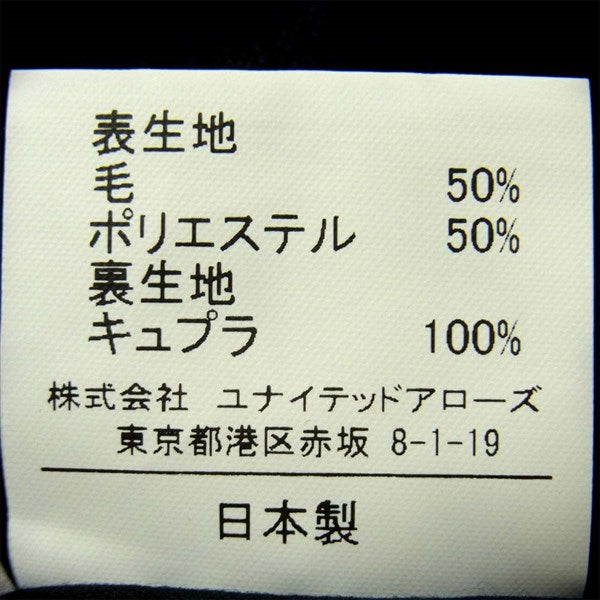 表生地
毛 50%
ポリエステル 50%
裏生地
キュプラ 100%
株式会社 ユナイテッドアローズ
東京都港区赤坂 8-1-19
日本製